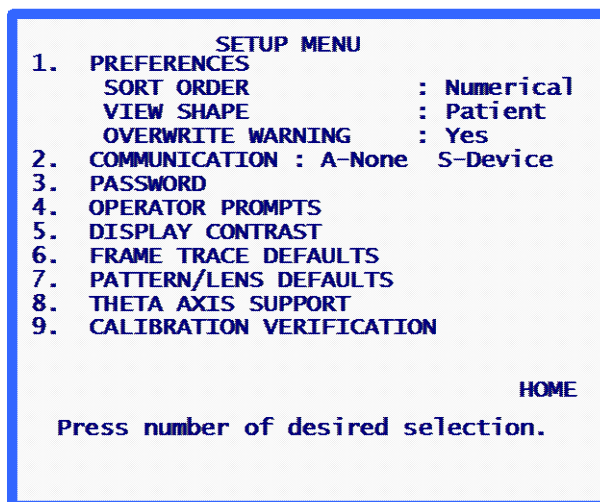 SETUP MENU
1. PREFERENCES
SORT ORDER : Numerical
VIEW SHAPE : Patient
OVERWRITE WARNING : Yes
2. COMMUNICATION : A-None S-Device
3. PASSWORD
4. OPERATOR PROMPTS
5. DISPLAY CONTRAST
6. FRAME TRACE DEFAULTS
7. PATTERN/LENS DEFAULTS
8. THETA AXIS SUPPORT
9. CALIBRATION VERIFICATION
HOME
Press number of desired selection.